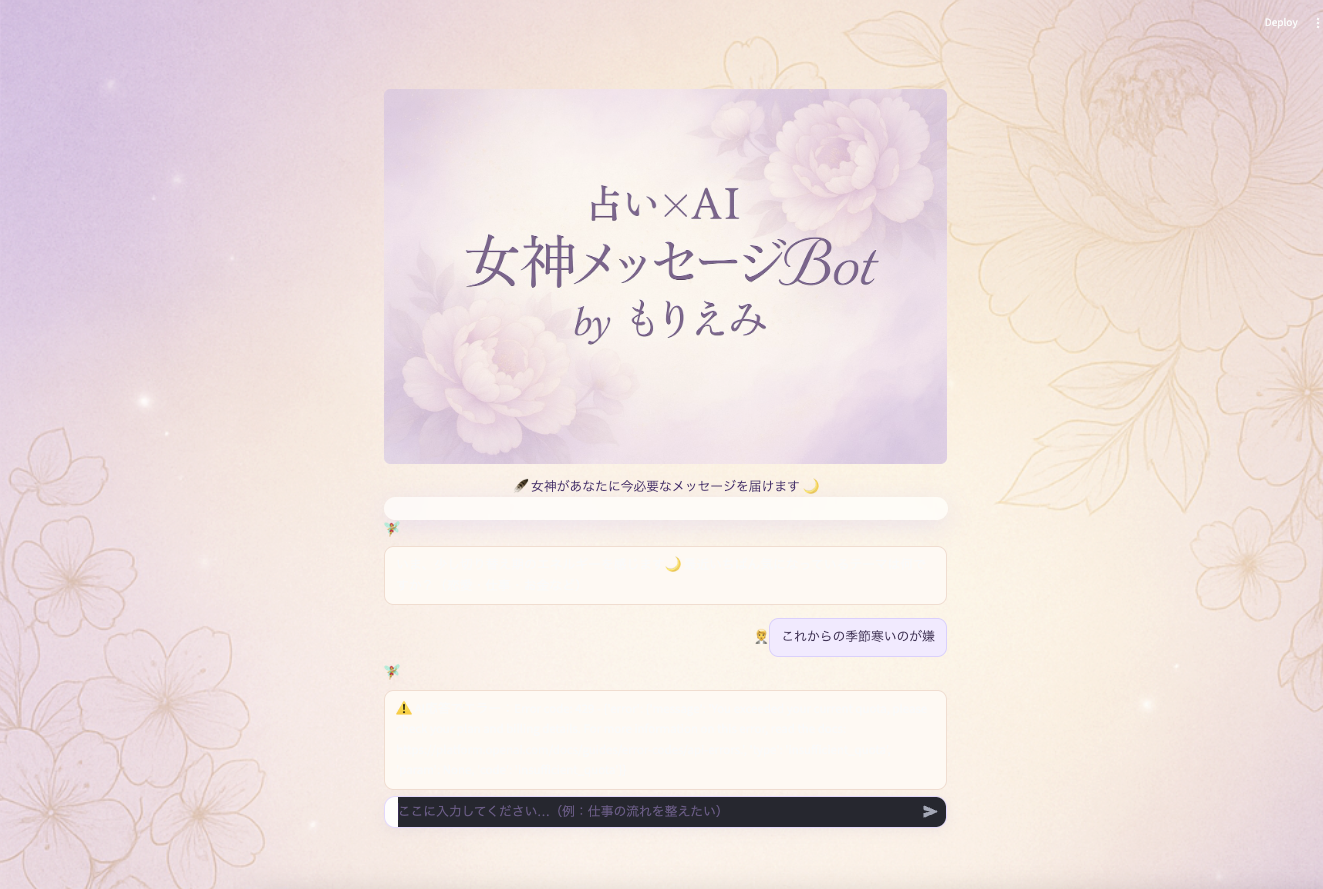 Deploy
占い×AI
女神メッセージBot
by もりえみ
女神があなたに今必要なメッセージを届けます
これからの季節寒いのが嫌
ここに入力してください…（例：仕事の流れを整えたい）